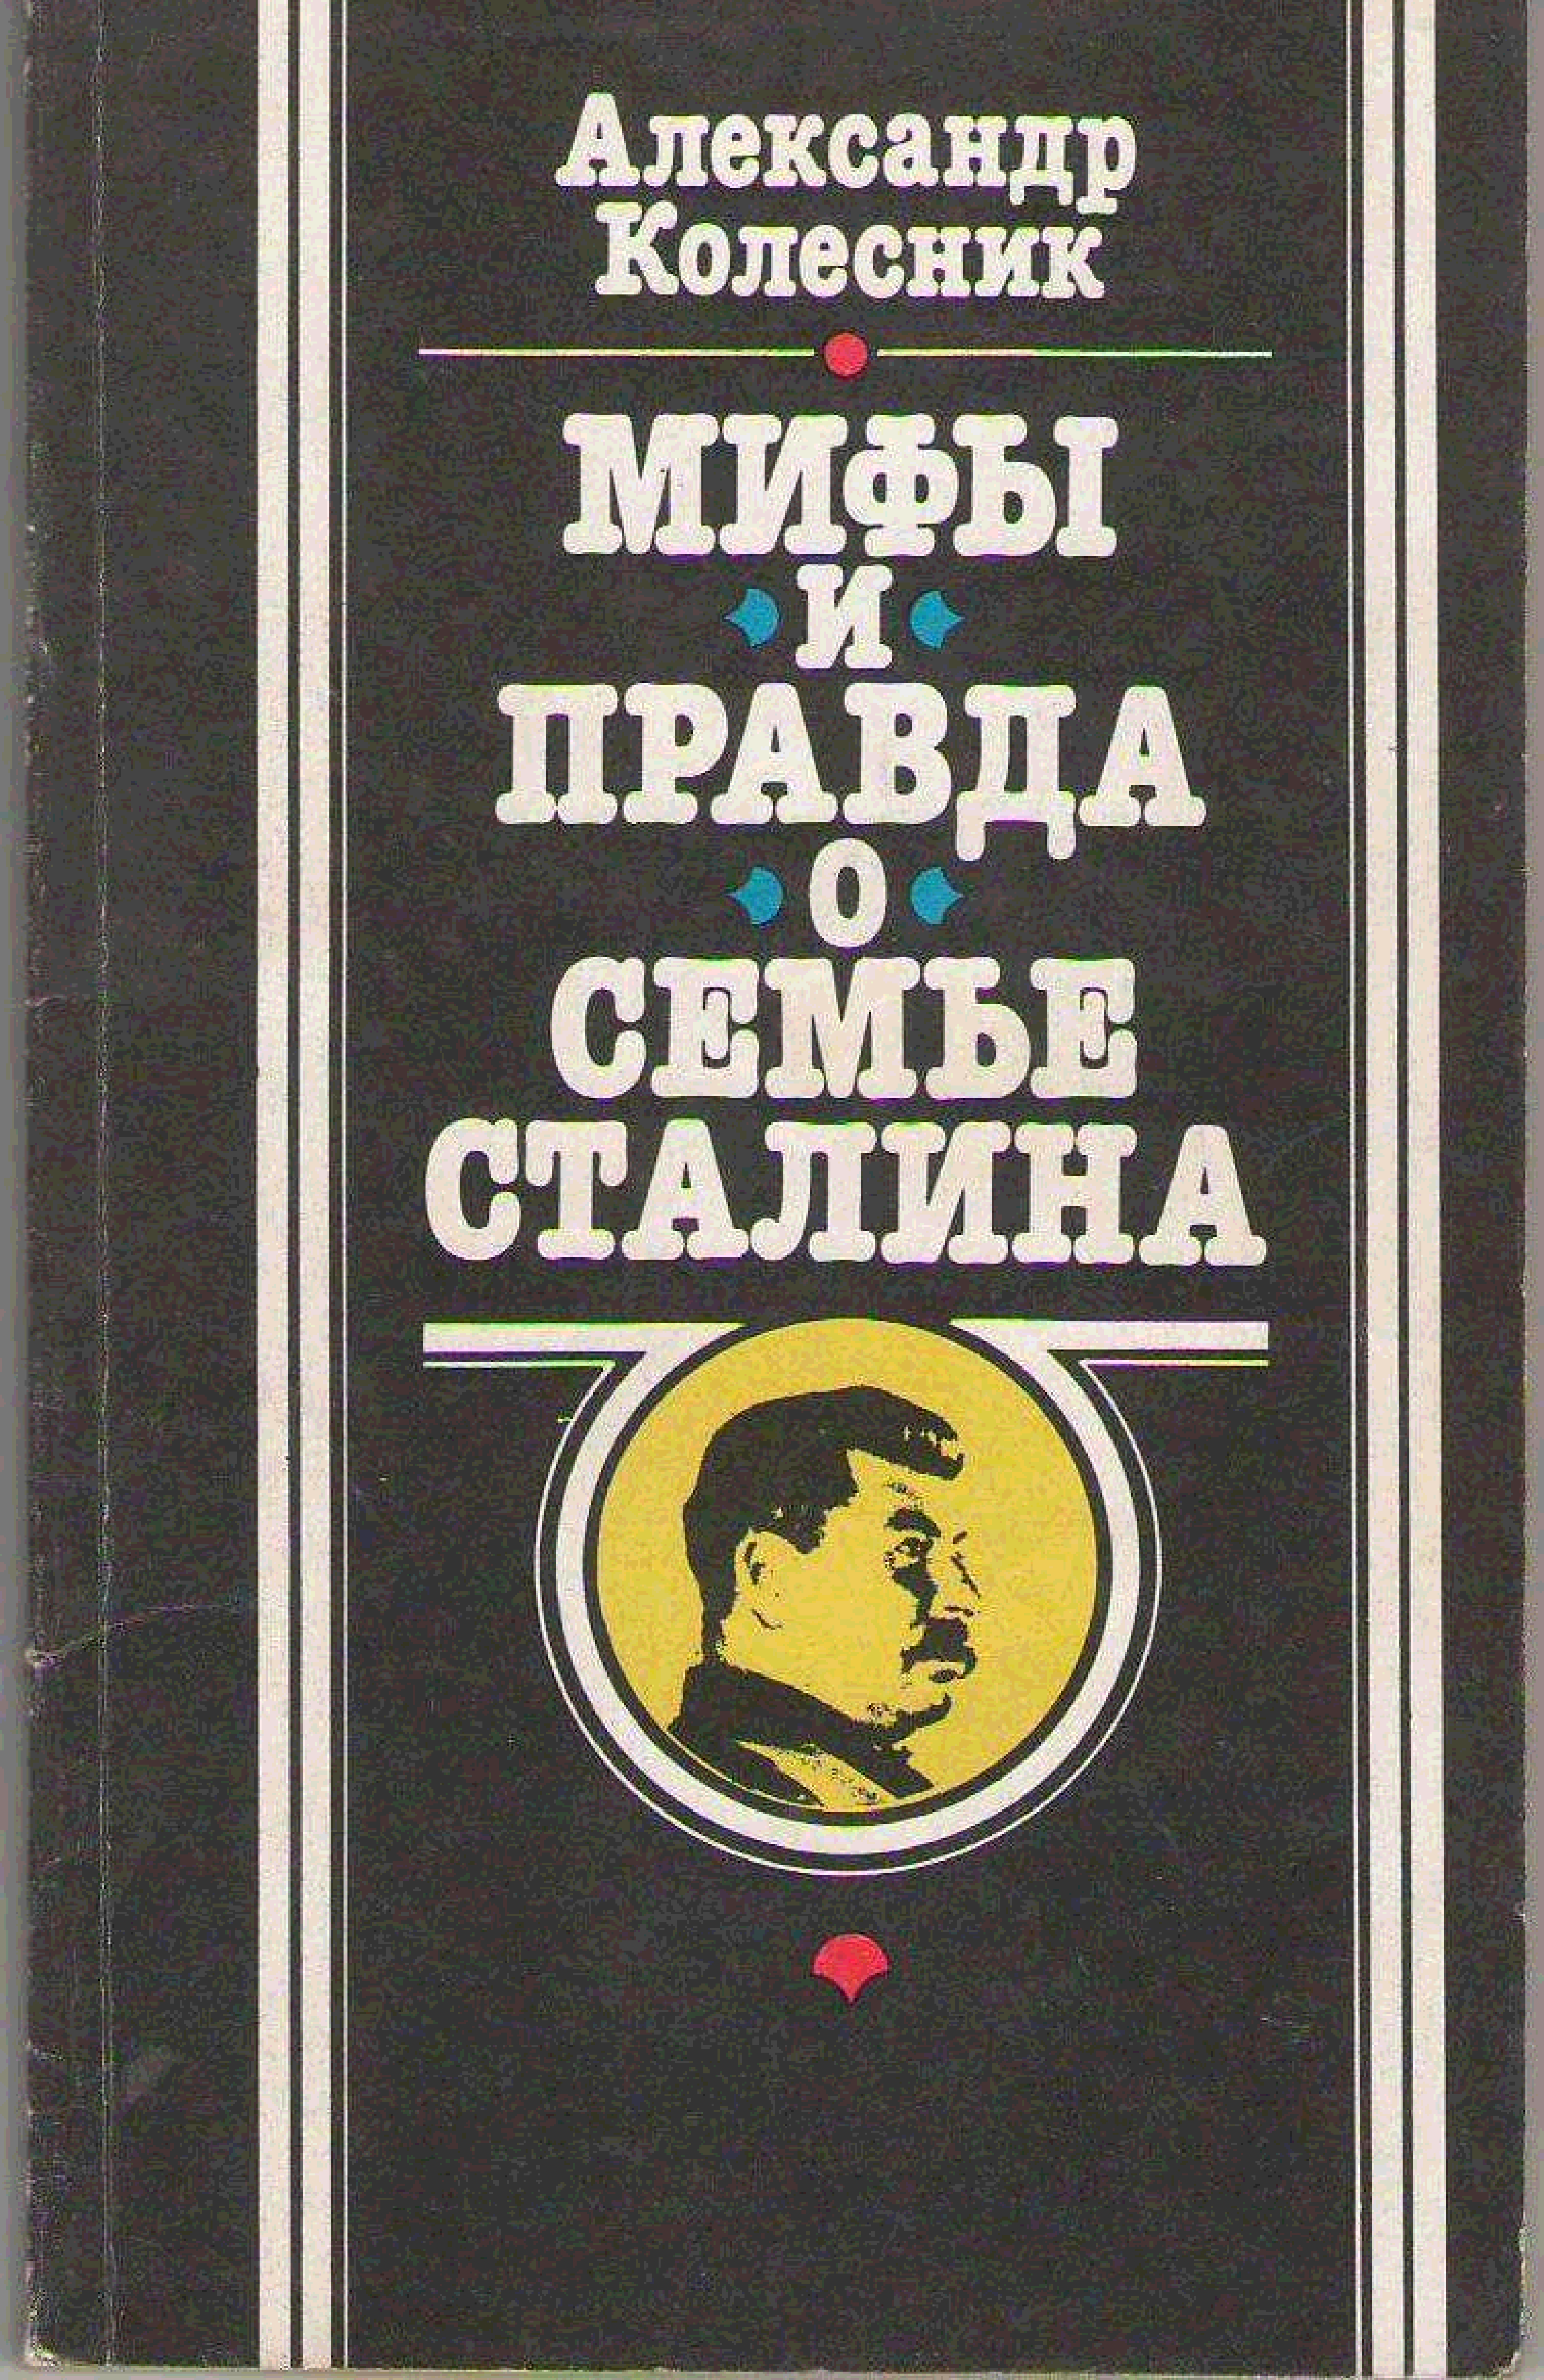 Александр
Колесник
МИФЫ
И
ПРАВДА
О
СЕМЬЕ
СТАЛИНА